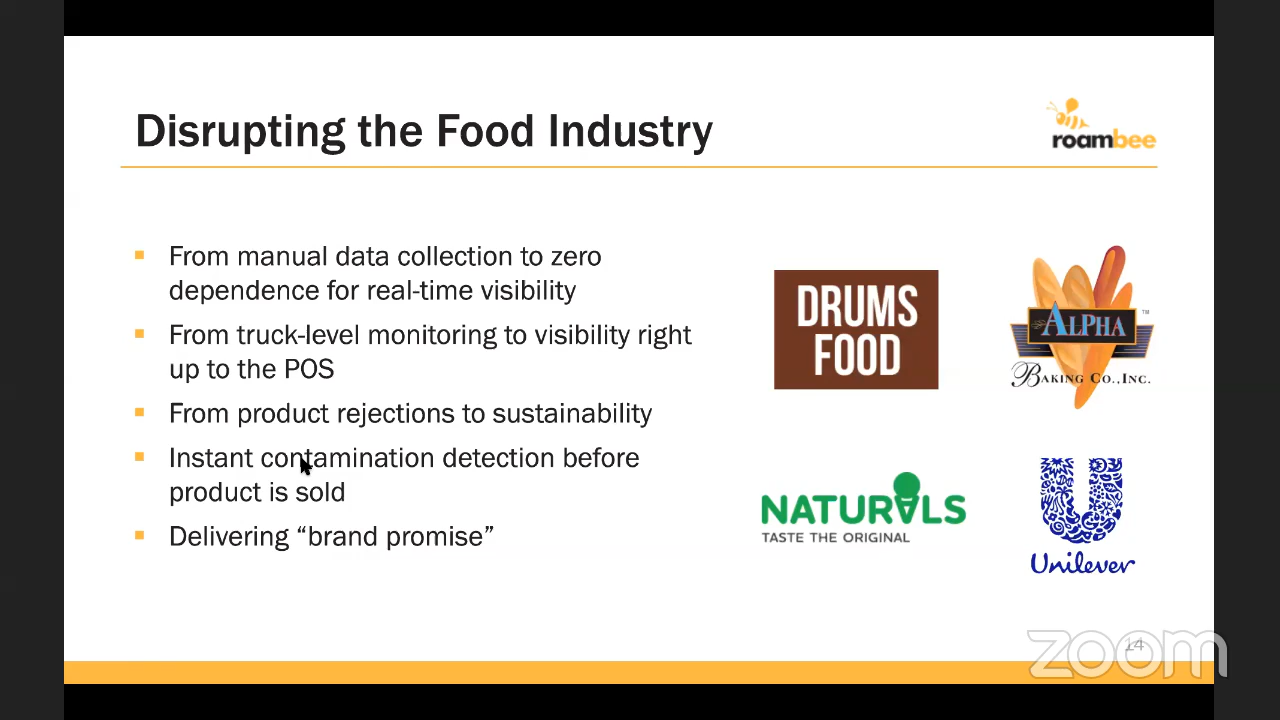 Disrupting the Food Industry
roambee
From manual data collection to zero
dependence for real-time visibility
From truck-level monitoring to visibility right
up to the POS
From product rejections to sustainability
Instant contamination detection before
product is sold
Delivering “brand promise”
DRUMS
FOOD
ALPHA
TM
BAKING CO., INC.
NATURALS
TASTE THE ORIGINAL
Unilever
14
zoom